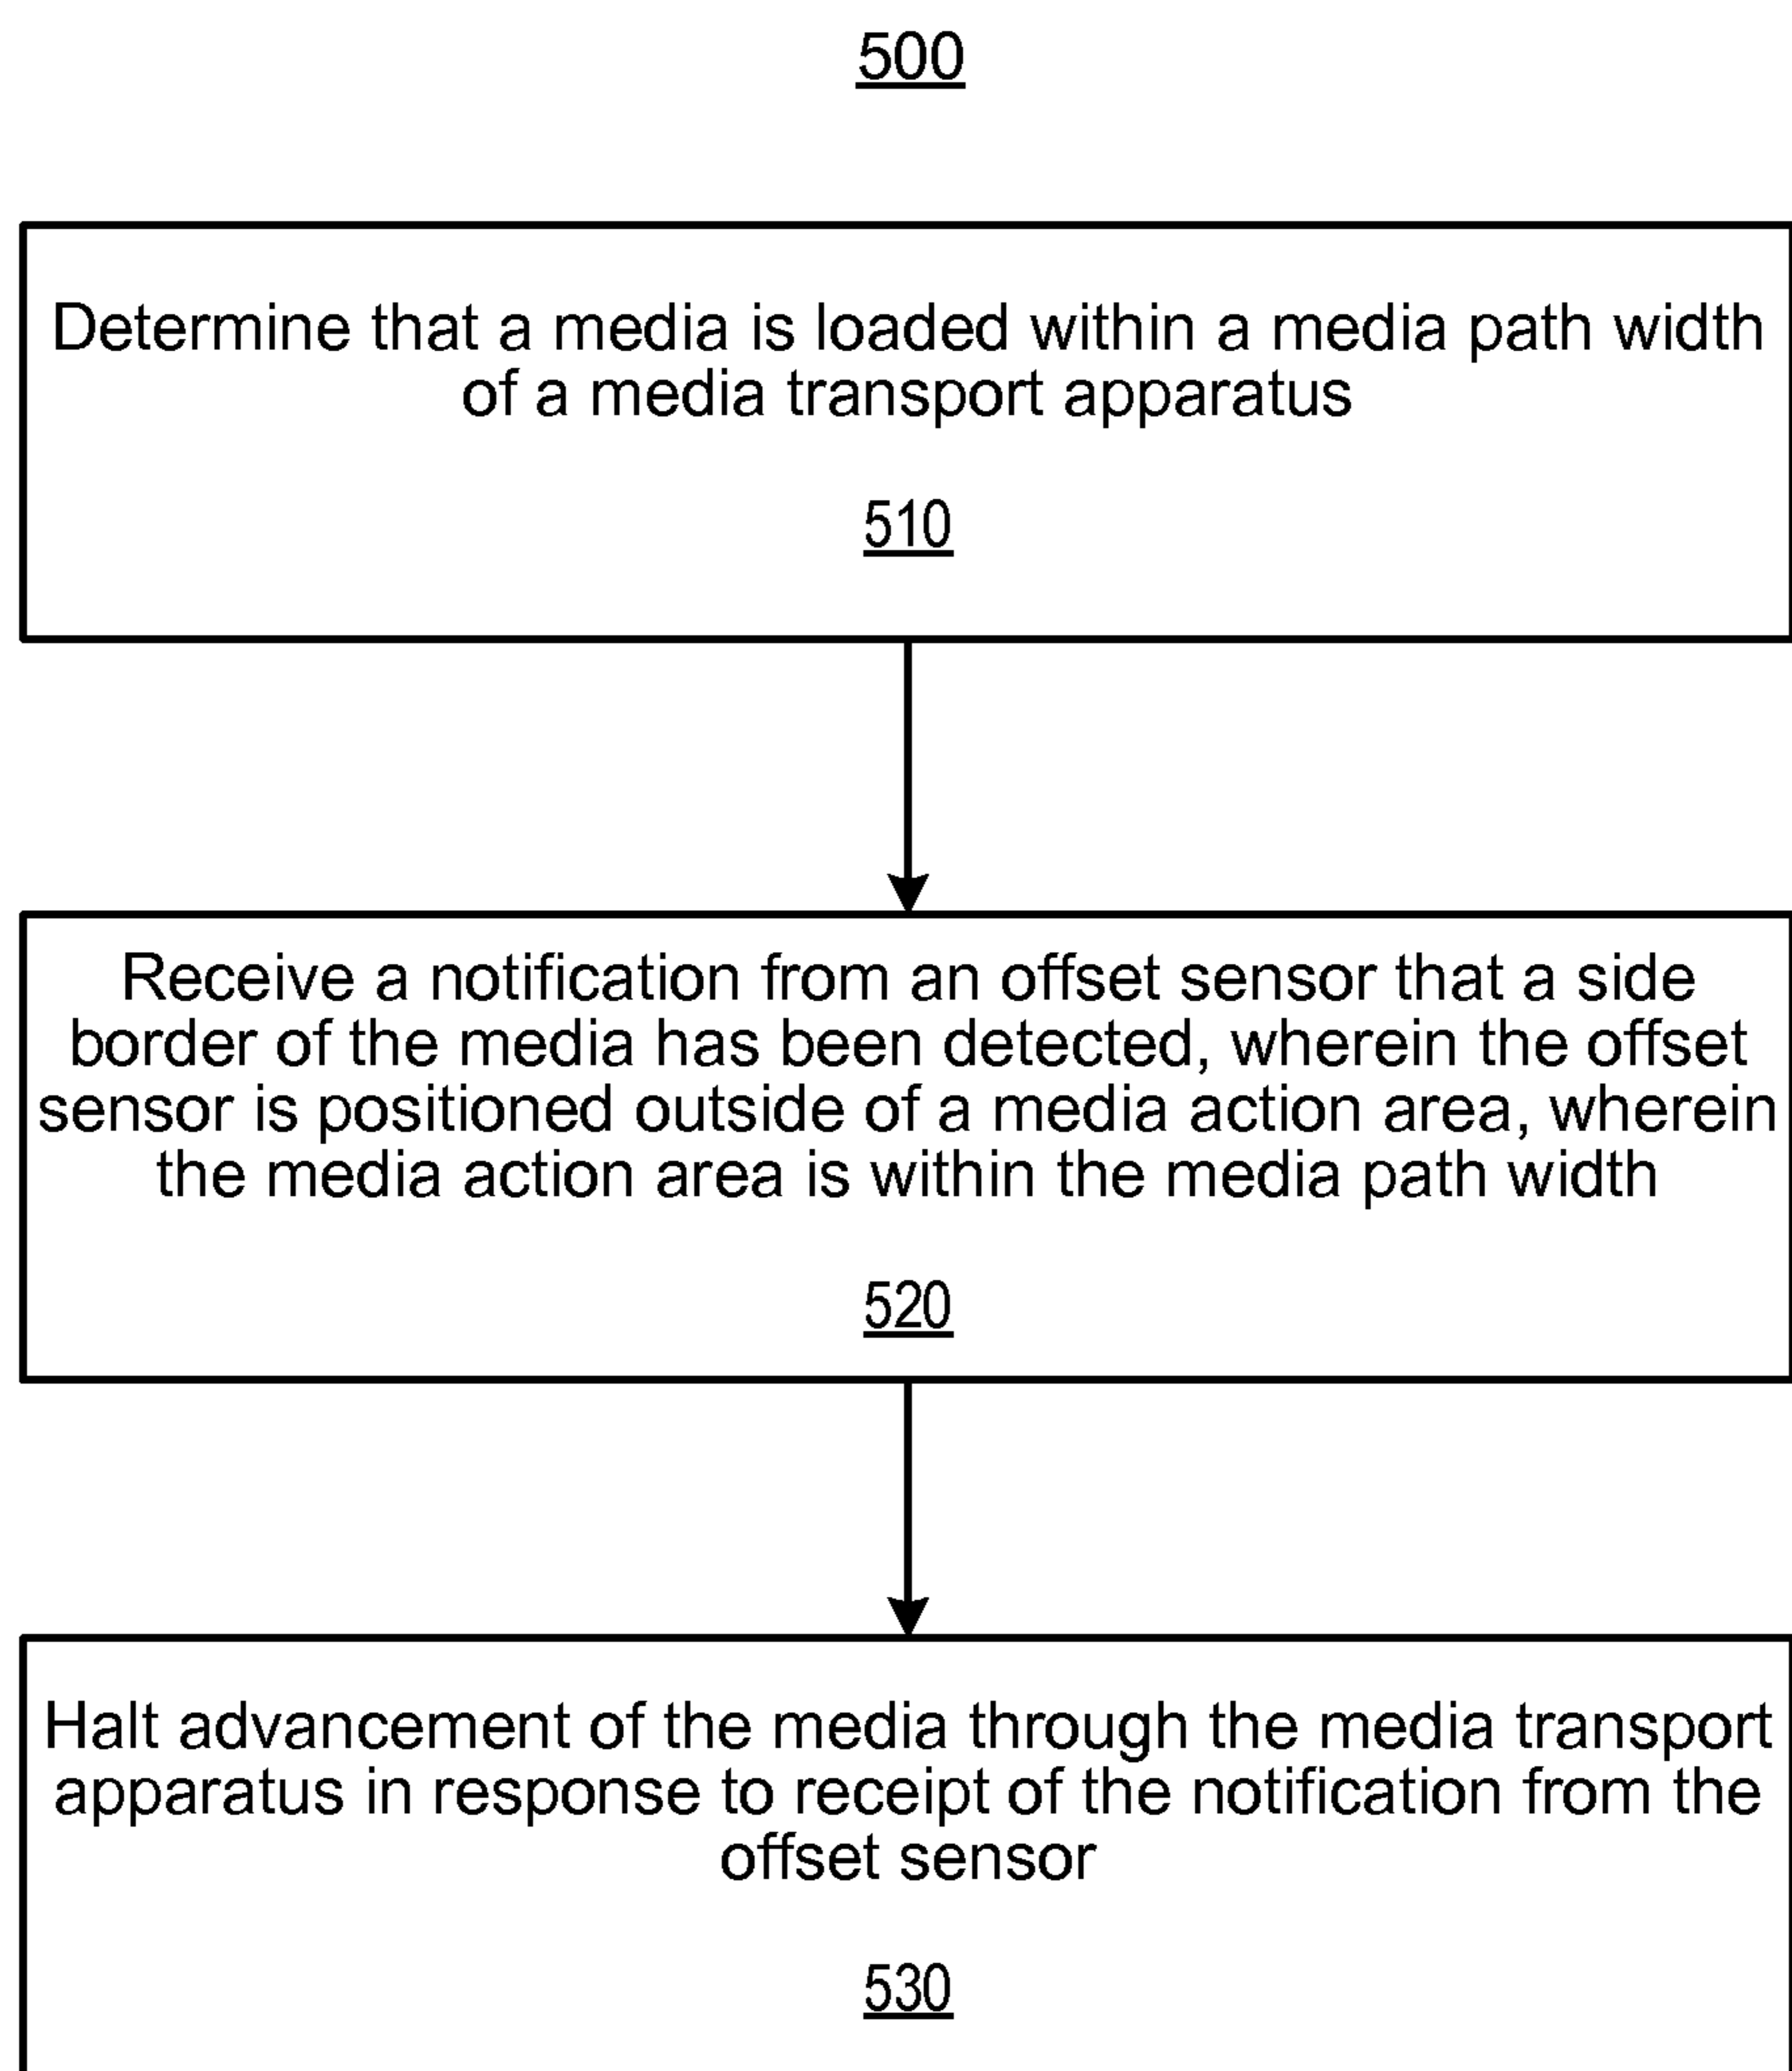 500
Determine that a media is loaded within a media path width
of a media transport apparatus
510
Receive a notification from an offset sensor that a side
border of the media has been detected, wherein the offset
sensor is positioned outside of a media action area, wherein
the media action area is within the media path width
520
Halt advancement of the media through the media transport
apparatus in response to receipt of the notification from the
offset sensor
530